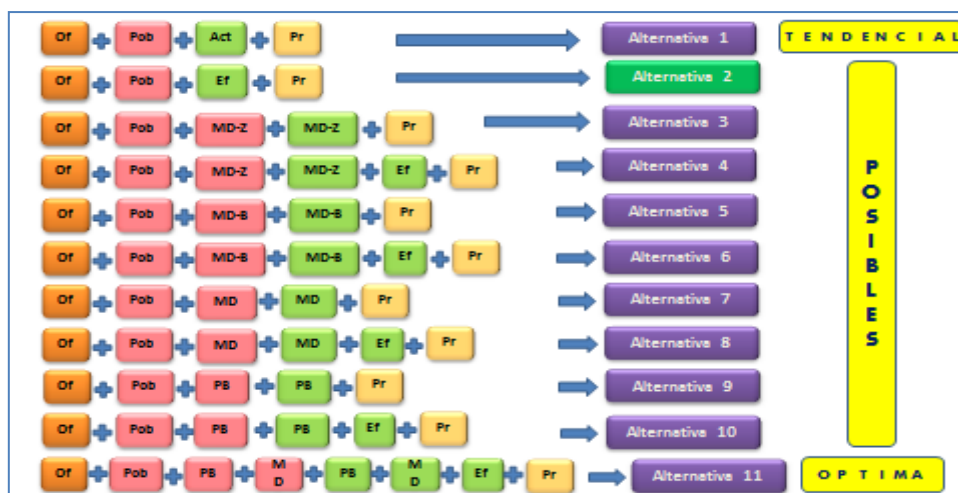 Of + Pob + Act + Pr Alternativa 1 TENDENCIAL
Of + Pob + Ef + Pr Alternativa 2
Of + Pob + MD-Z + MD-Z + Pr Alternativa 3
Of + Pob + MD-Z + MD-Z + Ef + Pr Alternativa 4
Of + Pob + MD-B + MD-B + Pr Alternativa 5
Of + Pob + MD-B + MD-B + Ef + Pr Alternativa 6
Of + Pob + MD + MD + Pr Alternativa 7
Of + Pob + MD + MD + Ef + Pr Alternativa 8
Of + Pob + PB + PB + Pr Alternativa 9
Of + Pob + PB + PB + Ef + Pr Alternativa 10
POSIBLES
Of + Pob + PB + MD + PB + MD + Ef + Pr Alternativa 11 OPTIMA